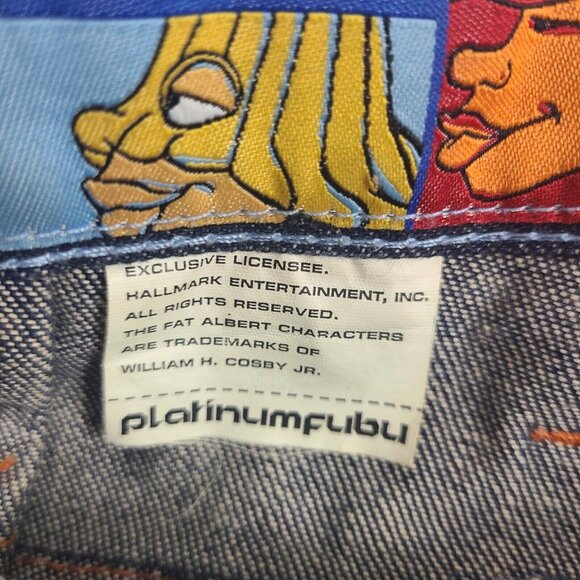 EXCLUSIVE LICENSEE.
HALLMARK ENTERTAINMENT, INC.
ALL RIGHTS RESERVED.
THE FAT ALBERT CHARACTERS
ARE TRADEMARKS OF
WILLIAM H. COSBY JR.
platinumfubu